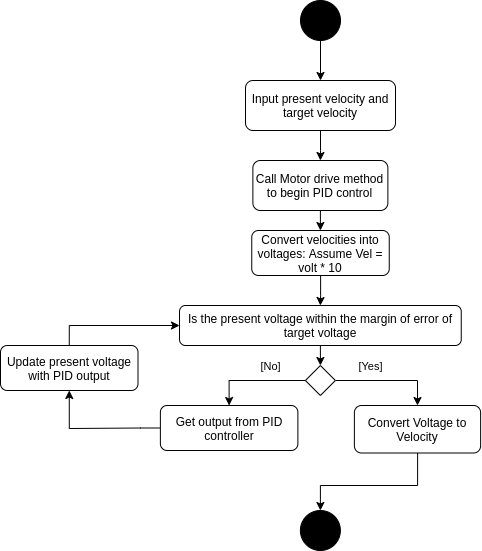 Input present velocity and
target velocity
Call Motor drive method
to begin PID control
Convert velocities into
voltages: Assume Vel =
volt * 10
Is the present voltage within the margin of error of
target voltage
[No]
[Yes]
Update present voltage
with PID output
Get output from PID
controller
Convert Voltage to
Velocity